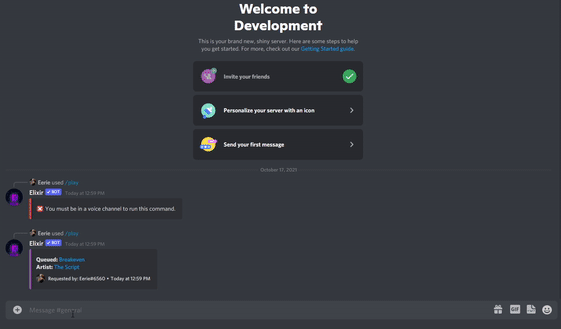 Welcome to
Development
This is your brand new, shiny server. Here are some steps to help
you get started. For more, check out our Getting Started guide.
Invite your friends
Personalize your server with an icon
Send your first message
October 17, 2021
Eerie used /play
Elixir BOT Today at 12:59 PM
You must be in a voice channel to run this command.
Eerie used /play
Elixir BOT Today at 12:59 PM
Queued: Breakeven
Artist: The Script
Requested by: Eerie#6560 • Today at 12:59 PM
Message #general
GIF